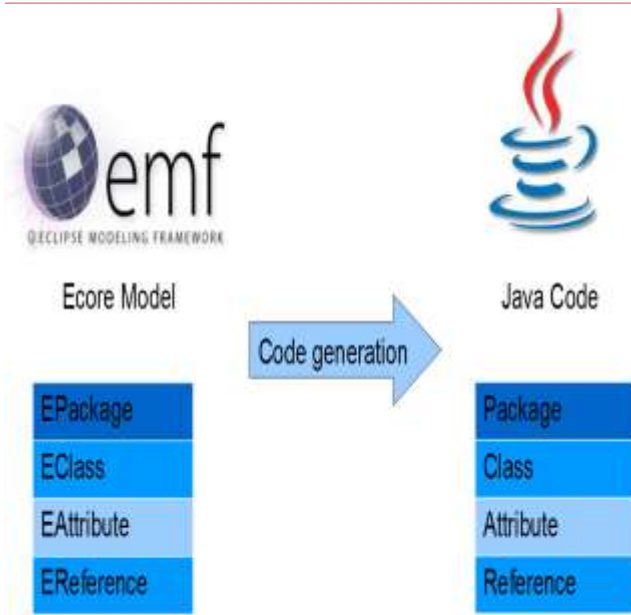 emf
ECLIPSE MODELING FRAMEWORK
Ecore Model
Java Code
Code generation
EPackage
EClass
EAttribute
EReference
Package
Class
Attribute
Reference